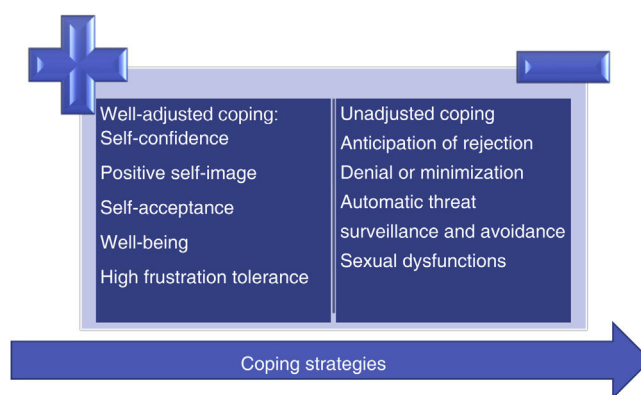 Well-adjusted coping:
Self-confidence
Positive self-image
Self-acceptance
Well-being
High frustration tolerance
Unadjusted coping
Anticipation of rejection
Denial or minimization
Automatic threat
surveillance and avoidance
Sexual dysfunctions
Coping strategies